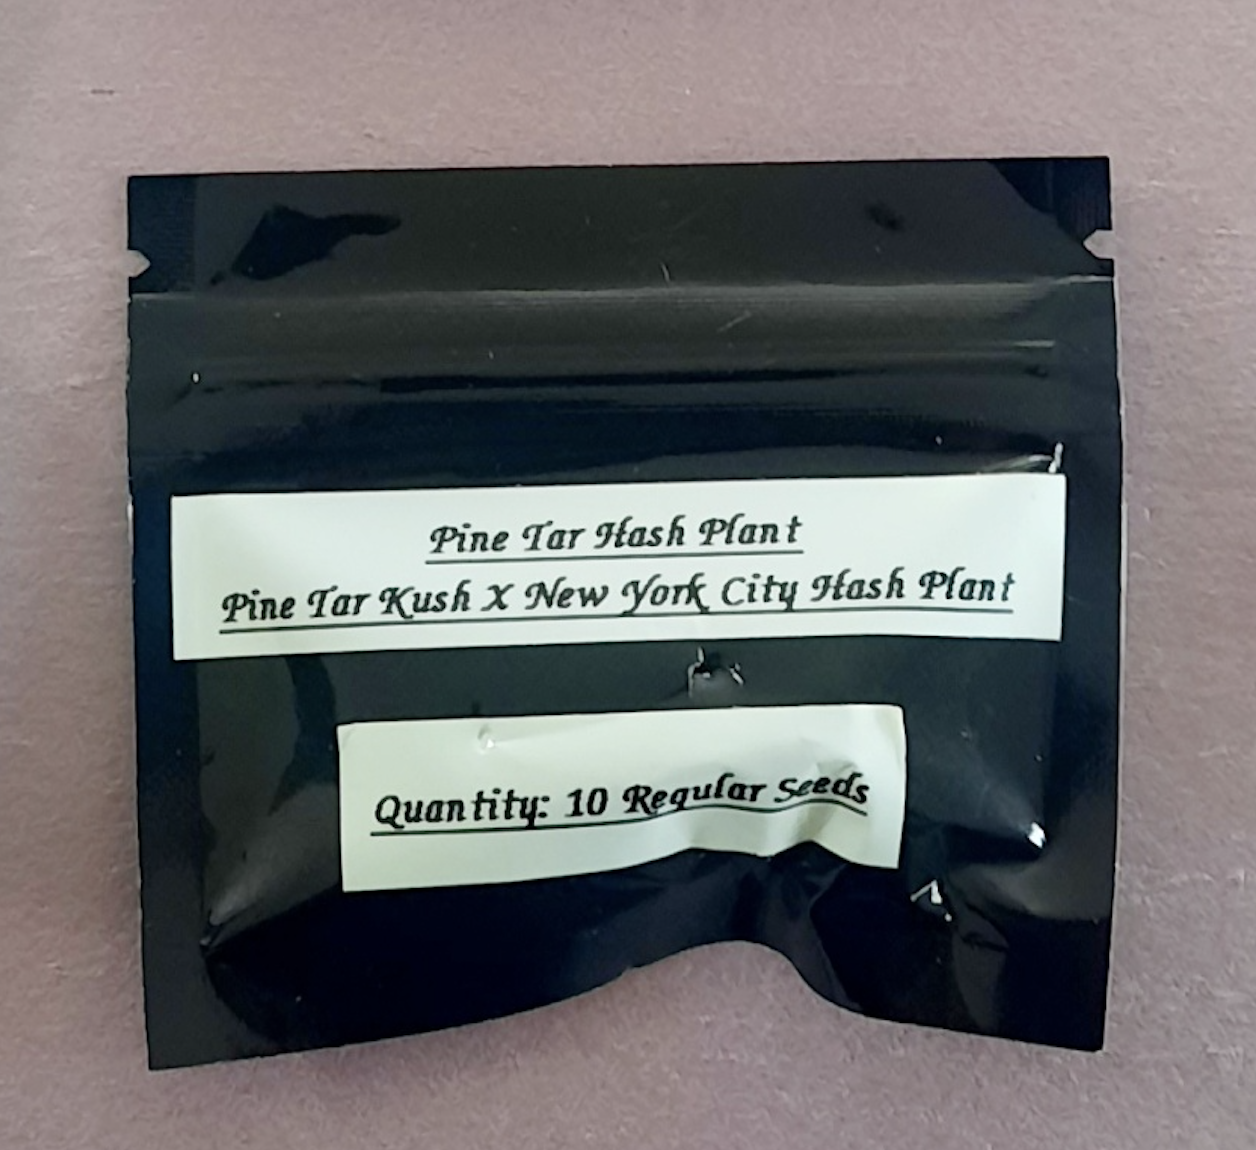 Pine Tar Hash Plant
Pine Tar Kush X New York City Hash Plant
Quantity: 10 Regular Seeds